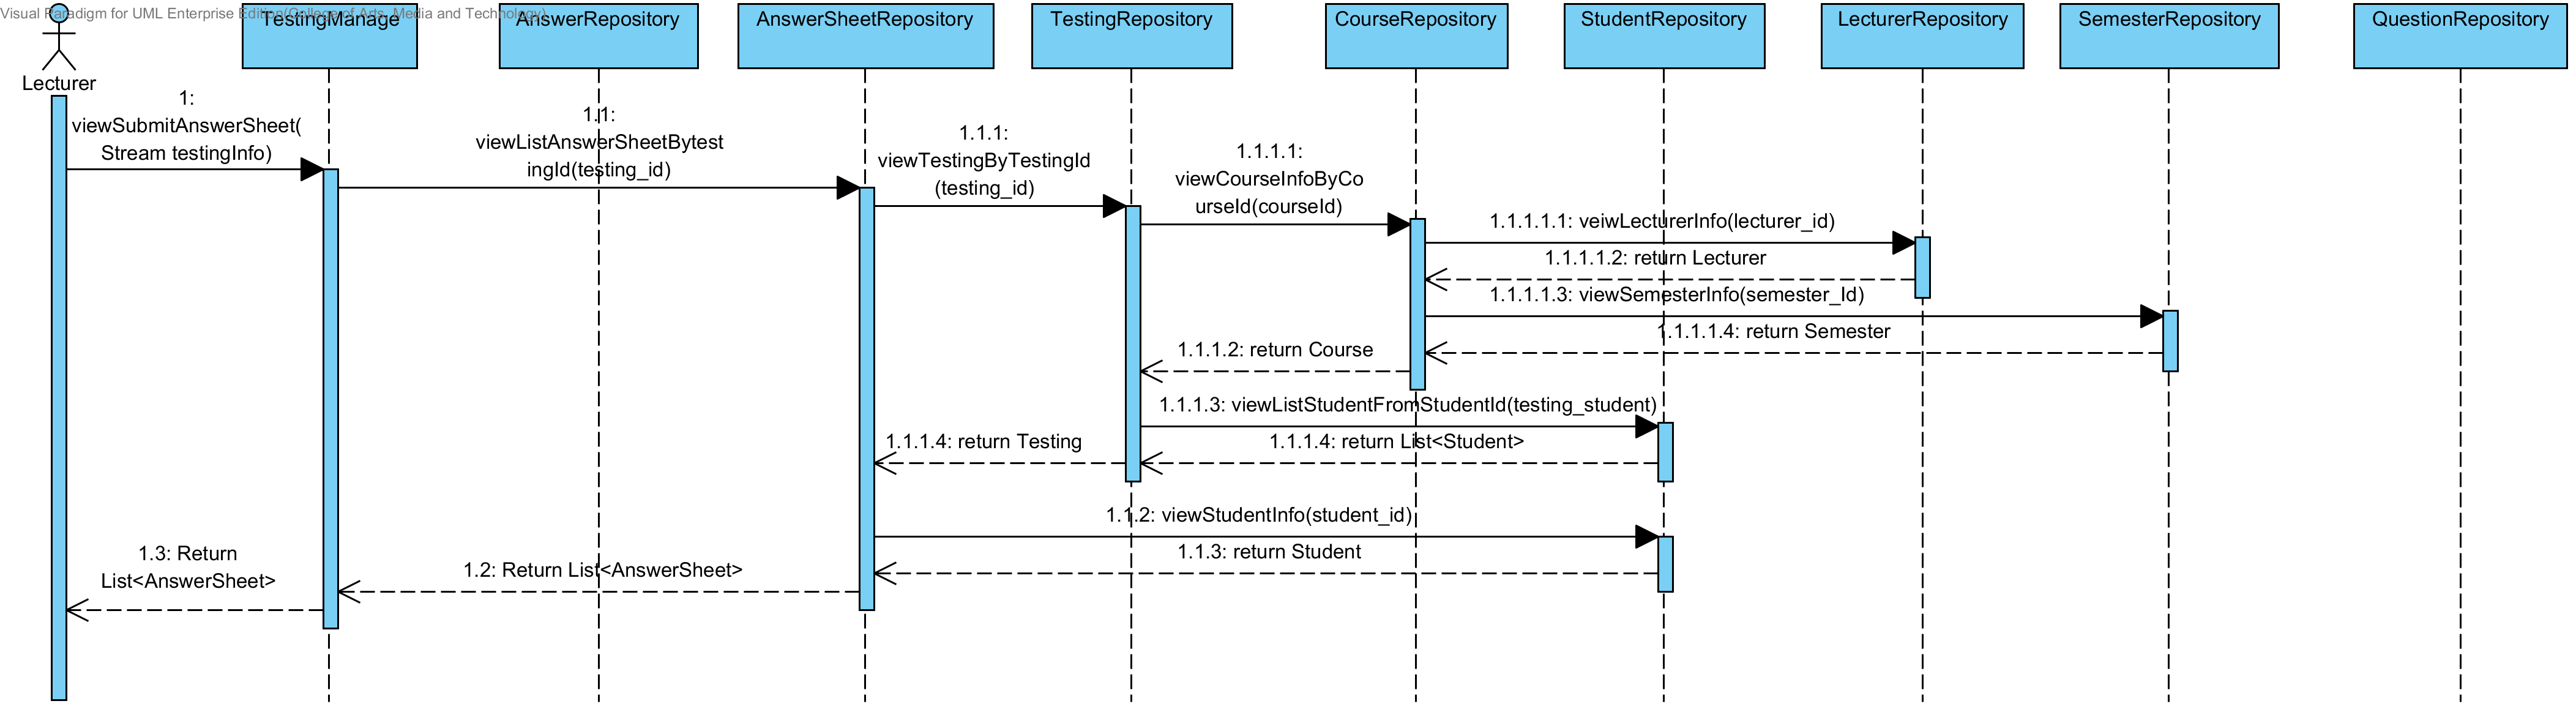 Visual Paradigm for UML Enterprise Edition(College of Arts, Media and Technology)
Lecturer
TestingManage
AnswerRepository
AnswerSheetRepository
TestingRepository
CourseRepository
StudentRepository
LecturerRepository
SemesterRepository
QuestionRepository
1:
viewSubmitAnswerSheet(
Stream testingInfo)
1.1:
viewListAnswerSheetBytest
ingId(testing_id)
1.1.1:
viewTestingByTestingId
(testing_id)
1.1.1.1:
viewCourseInfoByCo
urseId(courseId)
1.1.1.1.1: veiwLecturerInfo(lecturer_id)
1.1.1.1.2: return Lecturer
1.1.1.1.3: viewSemesterInfo(semester_Id)
1.1.1.1.4: return Semester
1.1.1.2: return Course
1.1.1.3: viewListStudentFromStudentId(testing_student)
1.1.1.4: return Testing
1.1.1.4: return List<Student>
1.1.2: viewStudentInfo(student_id)
1.1.3: return Student
1.2: Return List<AnswerSheet>
1.3: Return
List<AnswerSheet>